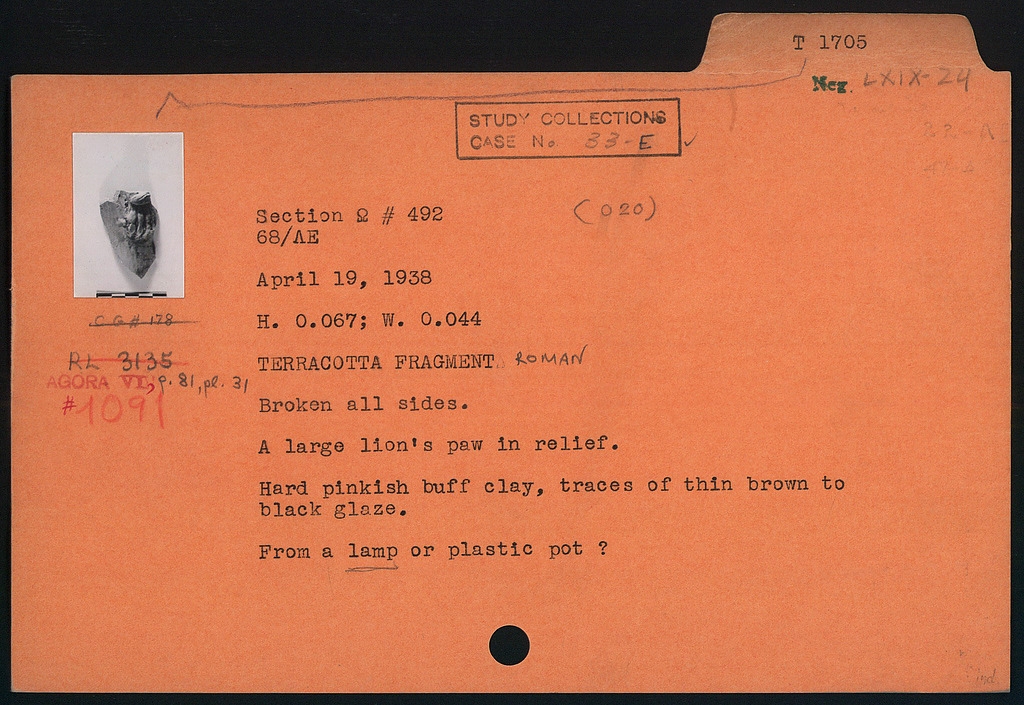 T 1705
Neg. LXIX-24
STUDY COLLECTIONS
CASE No. 33-E ✓
Section Ω # 492 (020)
68/ΛΕ
April 19, 1938
H. 0.067; W. 0.044
CG# 178
RL 3135
AGORA VI, p. 81, pl. 31
#1091
TERRACOTTA FRAGMENT ROMAN
Broken all sides.
A large lion's paw in relief.
Hard pinkish buff clay, traces of thin brown to
black glaze.
From a lamp or plastic pot ?
ind.